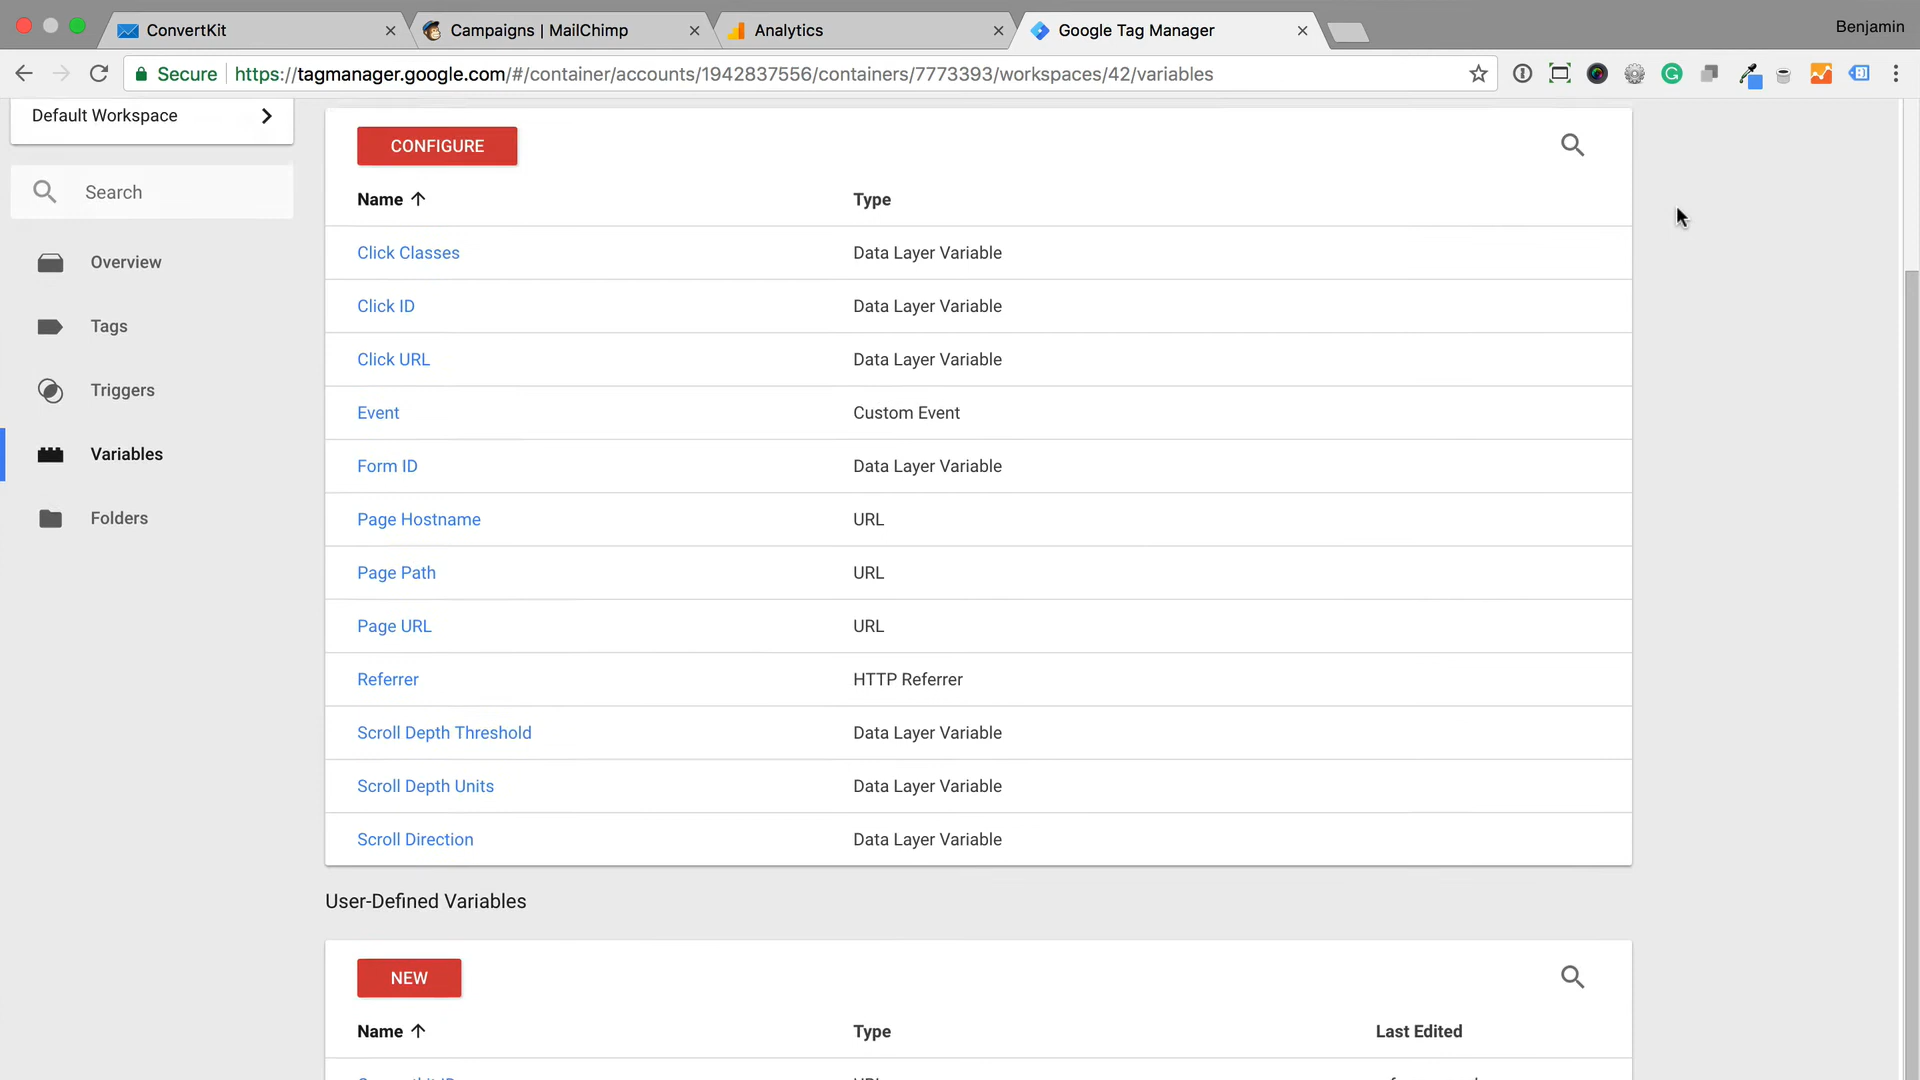 ConvertKit
Campaigns | MailChimp
Analytics
Google Tag Manager
Benjamin
Secure
https://tagmanager.google.com/#/container/accounts/1942837556/containers/7773393/workspaces/42/variables
Default Workspace
Search
Overview
Tags
Triggers
Variables
Folders
CONFIGURE
Name Type
Click Classes Data Layer Variable
Click ID Data Layer Variable
Click URL Data Layer Variable
Event Custom Event
Form ID Data Layer Variable
Page Hostname URL
Page Path URL
Page URL URL
Referrer HTTP Referrer
Scroll Depth Threshold Data Layer Variable
Scroll Depth Units Data Layer Variable
Scroll Direction Data Layer Variable
User-Defined Variables
NEW
Name Type Last Edited